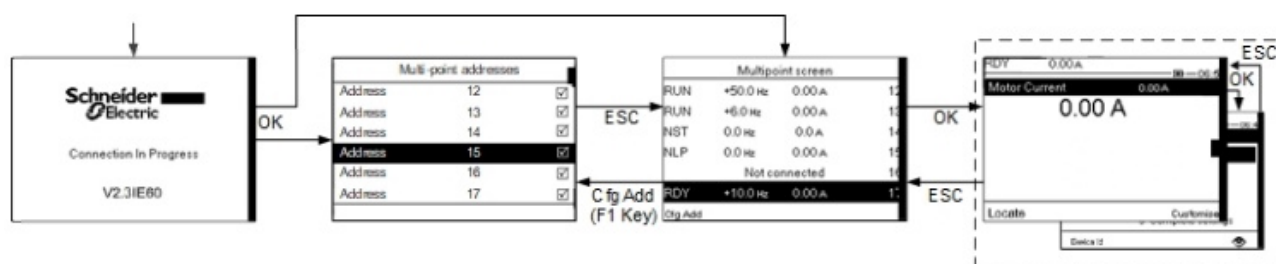 Schneider
Electric
Connection In Progress
V2.3IE60
OK
Multi-point addresses
Address 12
Address 13
Address 14
Address 15
Address 16
Address 17
ESC
Cfg Add
(F1 Key)
Multipoint screen
RUN +50.0 Hz 0.00 A 12
RUN +6.0 Hz 0.00 A 13
NST 0.0 Hz 0.0 A 14
NLP 0.0 Hz 0.00 A 15
Not connected 16
RDY +10.0 Hz 0.00 A 17
Cfg Add
OK
ESC
RDY 0.00 A
Motor Current 0.00 A
0.00 A
Locate Customise
Device Id
ESC
OK